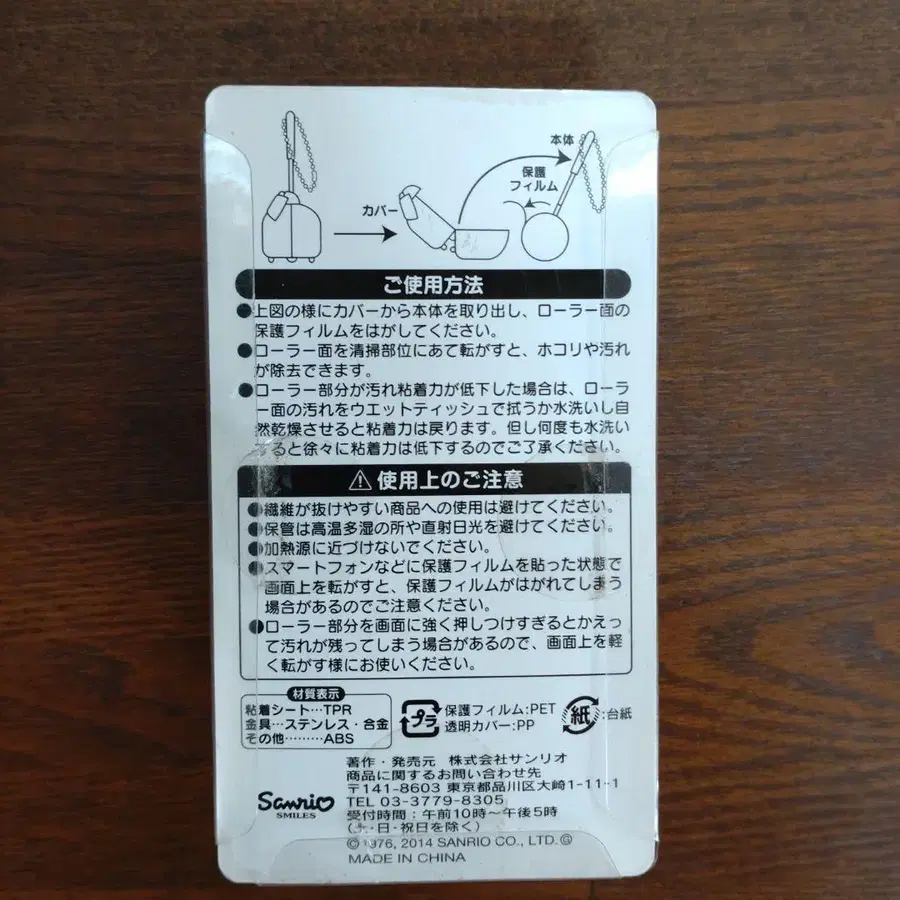 本体
保護
フィルム
カバー
ご使用方法
●上図の様にカバーから本体を取り出し、ローラー面の
保護フィルムをはがしてください。
●ローラー面を清掃部位にあて転がすと、ホコリや汚れ
が除去できます。
●ローラー部分が汚れ粘着力が低下した場合は、ローラ
ー面の汚れをウエットティッシュで拭うか水洗いし自
然乾燥させると粘着力は戻ります。但し何度も水洗い
すると徐々に粘着力は低下するのでご了承ください。
⚠使用上のご注意
●繊維が抜けやすい商品への使用は避けてください。
●保管は高温多湿の所や直射日光を避けてください。
●加熱源に近づけないでください。
●スマートフォンなどに保護フィルムを貼った状態で
画面上を転がすと、保護フィルムがはがれてしまう
場合があるのでご注意ください。
●ローラー部分を画面に強く押しつけすぎるとかえっ
て汚れが残ってしまう場合があるので、画面上を軽
く転がす様にお使いください。
材質表示
粘着シート…TPR
金具…ステンレス・合金
その他………ABS
プラ
保護フィルム:PET
透明カバー:PP
紙:台紙
著作・発売元 株式会社サンリオ
商品に関するお問い合わせ先
〒141-8603 東京都品川区大崎1-11-1
TEL 03-3779-8305
受付時間:午前10時〜午後5時
(土・日・祝日を除く)
Sanrio
SMILES
©1976, 2014 SANRIO CO., LTD. Ⓖ
MADE IN CHINA